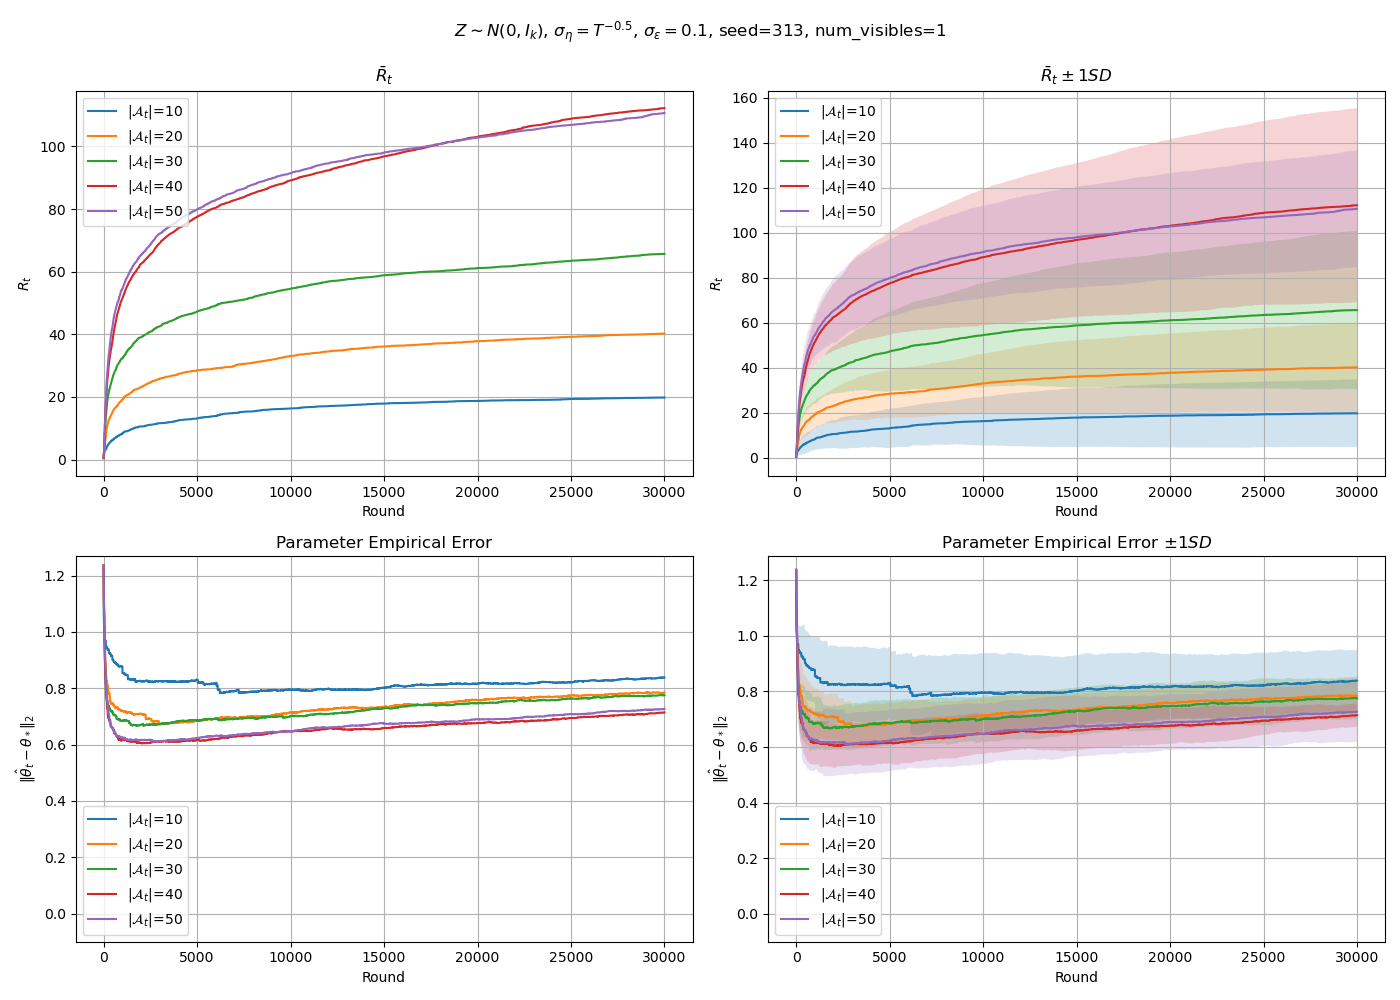 Z ∼ N(0, I_k), σ_η = T^{−0.5}, σ_ε = 0.1, seed=313, num_visibles=1
R̄_t
R_t
100
80
60
40
20
0
|𝒜_t|=10
|𝒜_t|=20
|𝒜_t|=30
|𝒜_t|=40
|𝒜_t|=50
0 5000 10000 15000 20000 25000 30000
Round
R̄_t ± 1SD
R_t
160
140
120
100
80
60
40
20
0
|𝒜_t|=10
|𝒜_t|=20
|𝒜_t|=30
|𝒜_t|=40
|𝒜_t|=50
0 5000 10000 15000 20000 25000 30000
Round
Parameter Empirical Error
‖θ̂_t − θ_*‖_2
1.2
1.0
0.8
0.6
0.4
0.2
0.0
|𝒜_t|=10
|𝒜_t|=20
|𝒜_t|=30
|𝒜_t|=40
|𝒜_t|=50
0 5000 10000 15000 20000 25000 30000
Round
Parameter Empirical Error ±1SD
‖θ̂_t − θ_*‖_2
1.2
1.0
0.8
0.6
0.4
0.2
0.0
|𝒜_t|=10
|𝒜_t|=20
|𝒜_t|=30
|𝒜_t|=40
|𝒜_t|=50
0 5000 10000 15000 20000 25000 30000
Round